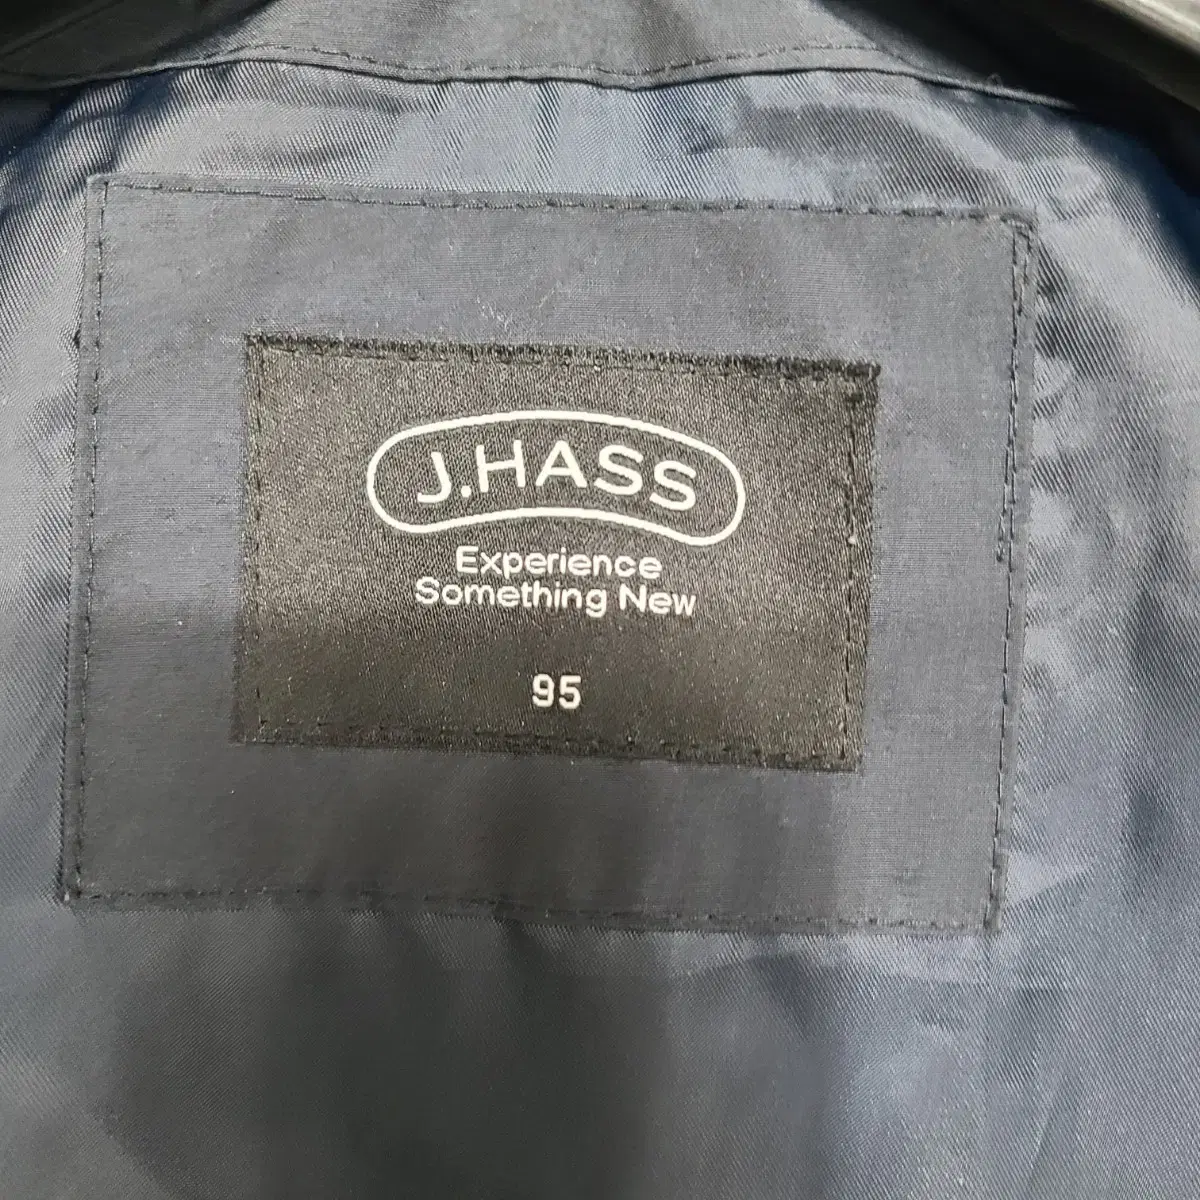 J.HASS
Experience
Something New
95